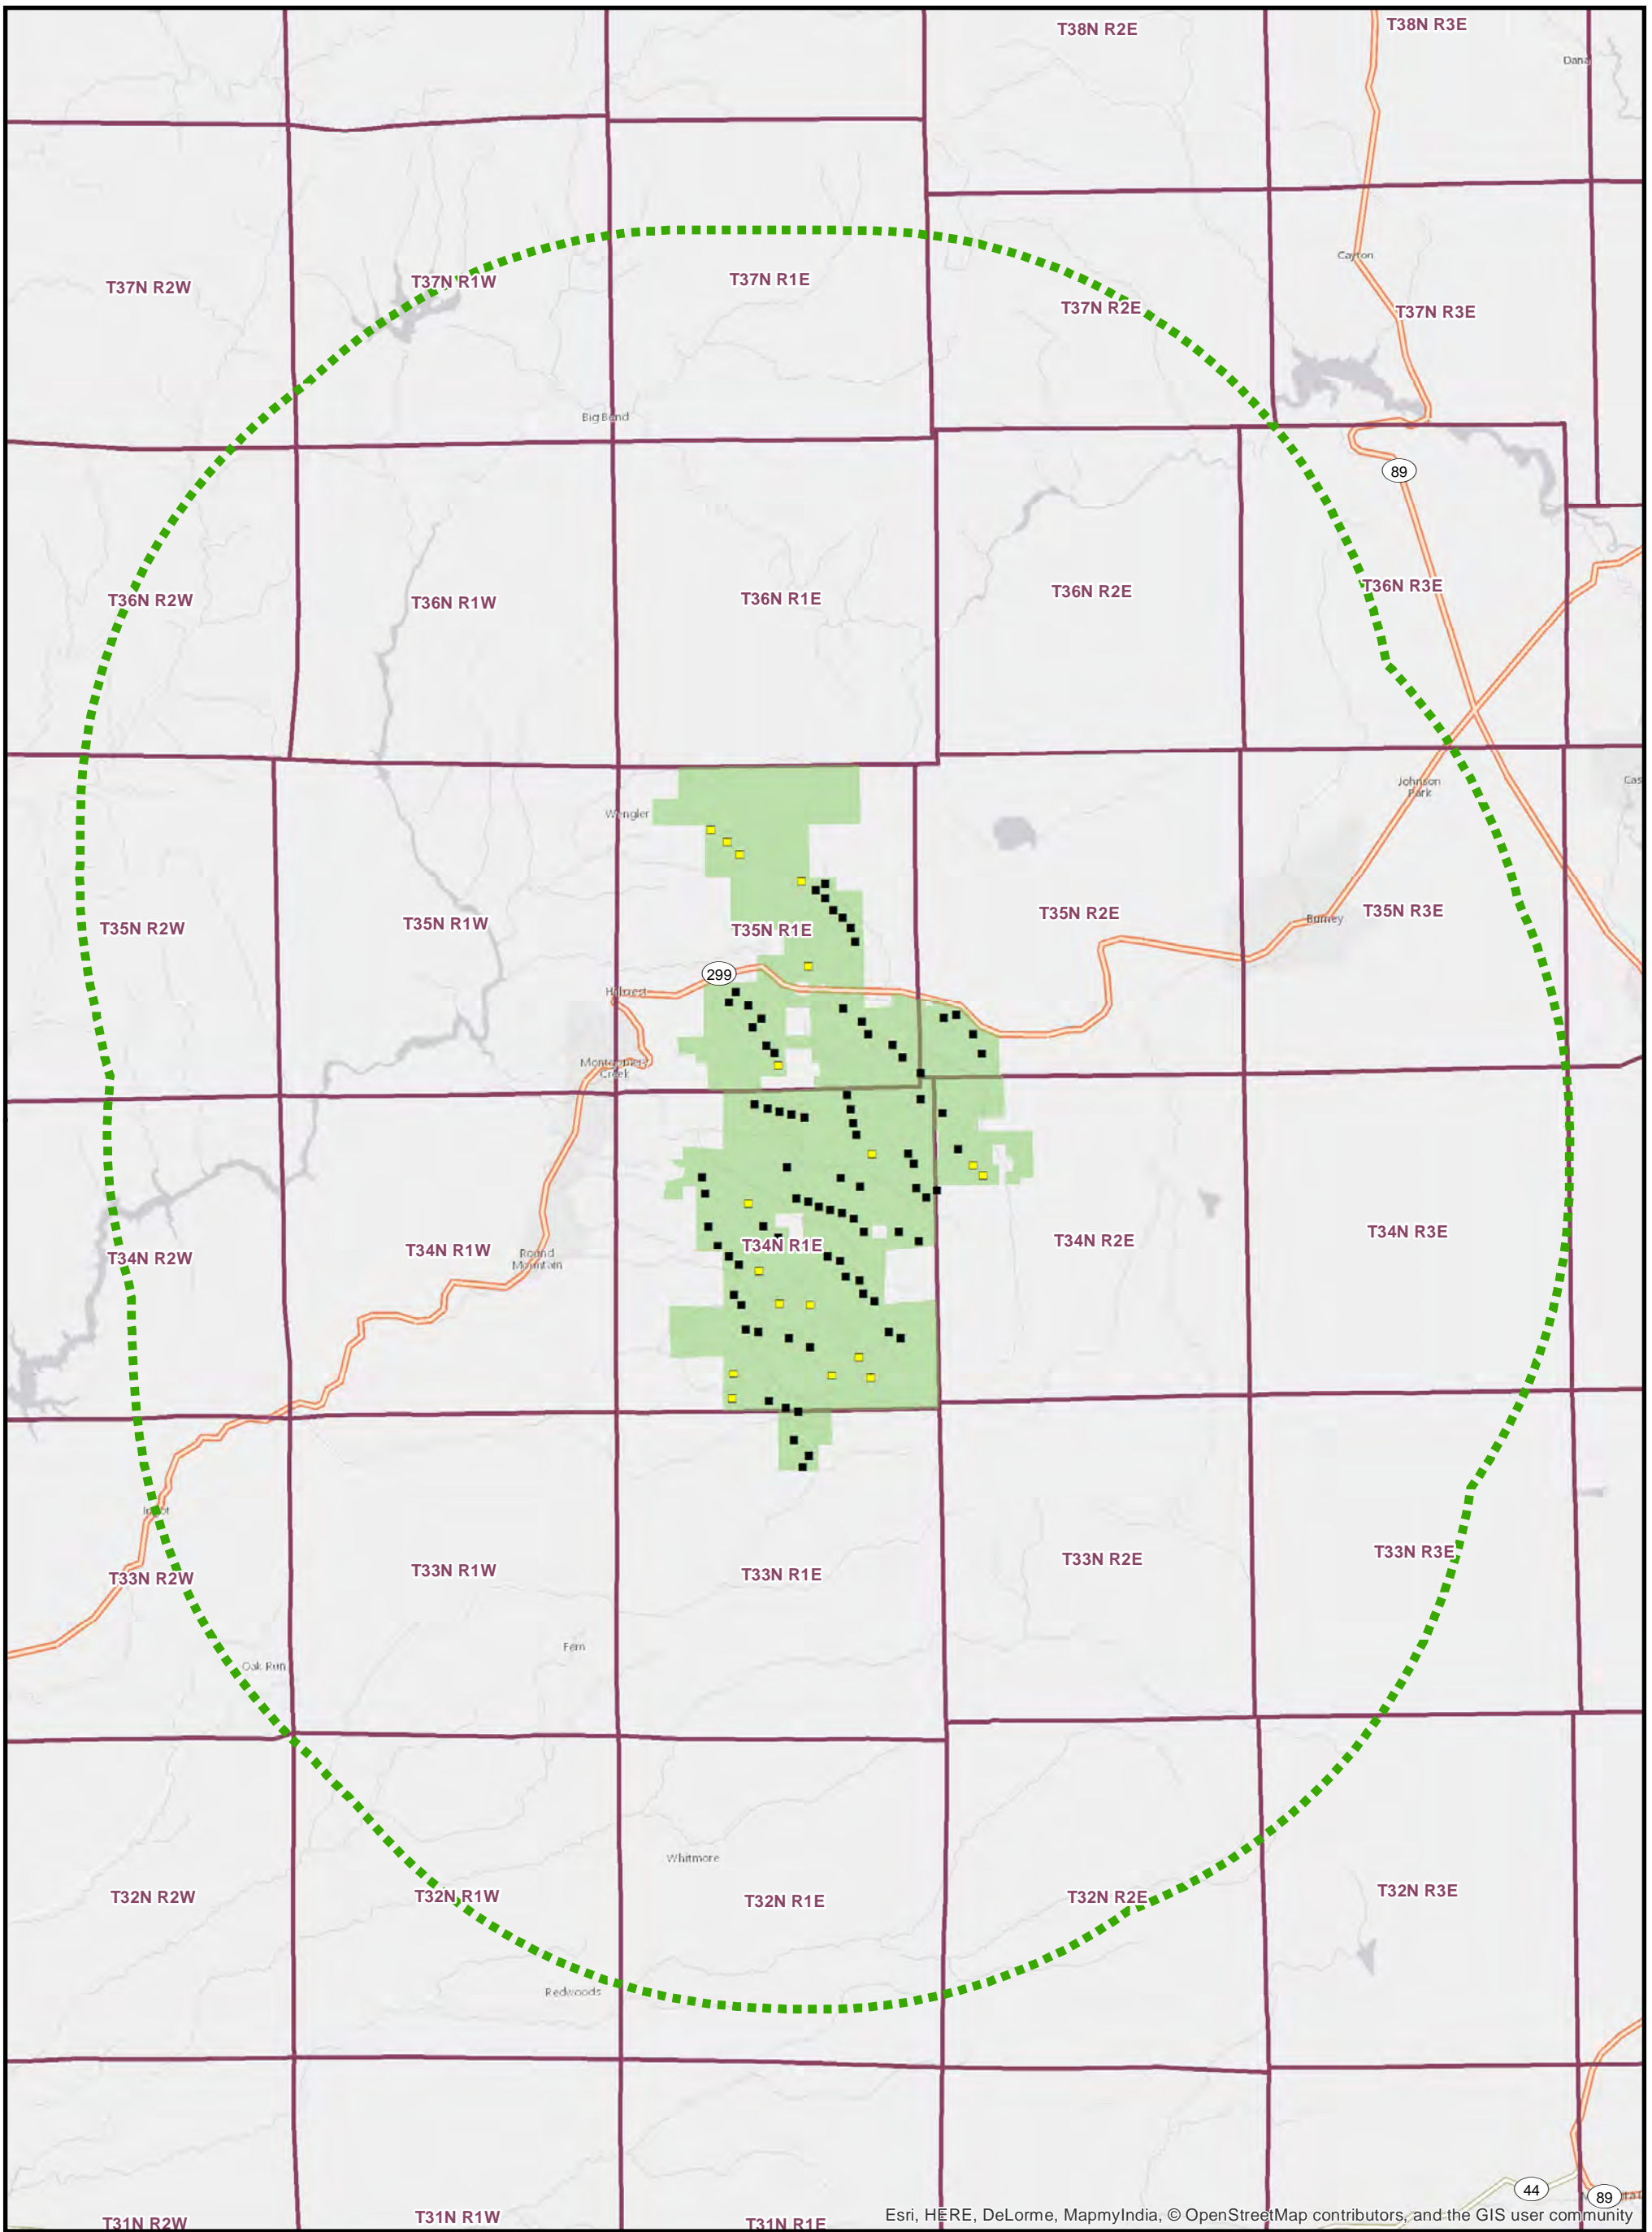 T38N R2E
T38N R3E
Dana
Cayton
T37N R2W
T37N R1W
T37N R1E
T37N R2E
T37N R3E
Big Bend
89
T36N R2W
T36N R1W
T36N R1E
T36N R2E
T36N R3E
Johnson
Park
Cas
Wengler
T35N R2W
T35N R1W
T35N R1E
T35N R2E
T35N R3E
Burney
299
Hillcrest
Montgomery
Creek
T34N R2W
T34N R1W
Round
Mountain
T34N R1E
T34N R2E
T34N R3E
Ingot
T33N R2W
T33N R1W
T33N R1E
T33N R2E
T33N R3E
Fern
Oak Run
Whitmore
T32N R2W
T32N R1W
T32N R1E
T32N R2E
T32N R3E
Redwoods
44
89
T31N R2W
T31N R1W
T31N R1E
Esri, HERE, DeLorme, MapmyIndia, © OpenStreetMap contributors, and the GIS user community